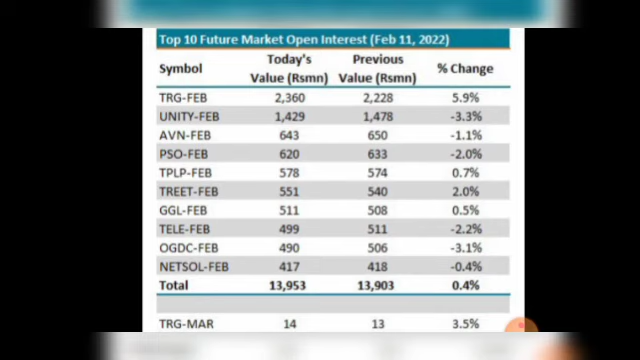 Top 10 Future Market Open Interest (Feb 11, 2022)
Symbol Today's Value (Rsmn) Previous Value (Rsmn) % Change
TRG-FEB 2,360 2,228 5.9%
UNITY-FEB 1,429 1,478 -3.3%
AVN-FEB 643 650 -1.1%
PSO-FEB 620 633 -2.0%
TPLP-FEB 578 574 0.7%
TREET-FEB 551 540 2.0%
GGL-FEB 511 508 0.5%
TELE-FEB 499 511 -2.2%
OGDC-FEB 490 506 -3.1%
NETSOL-FEB 417 418 -0.4%
Total 13,953 13,903 0.4%
TRG-MAR 14 13 3.5%